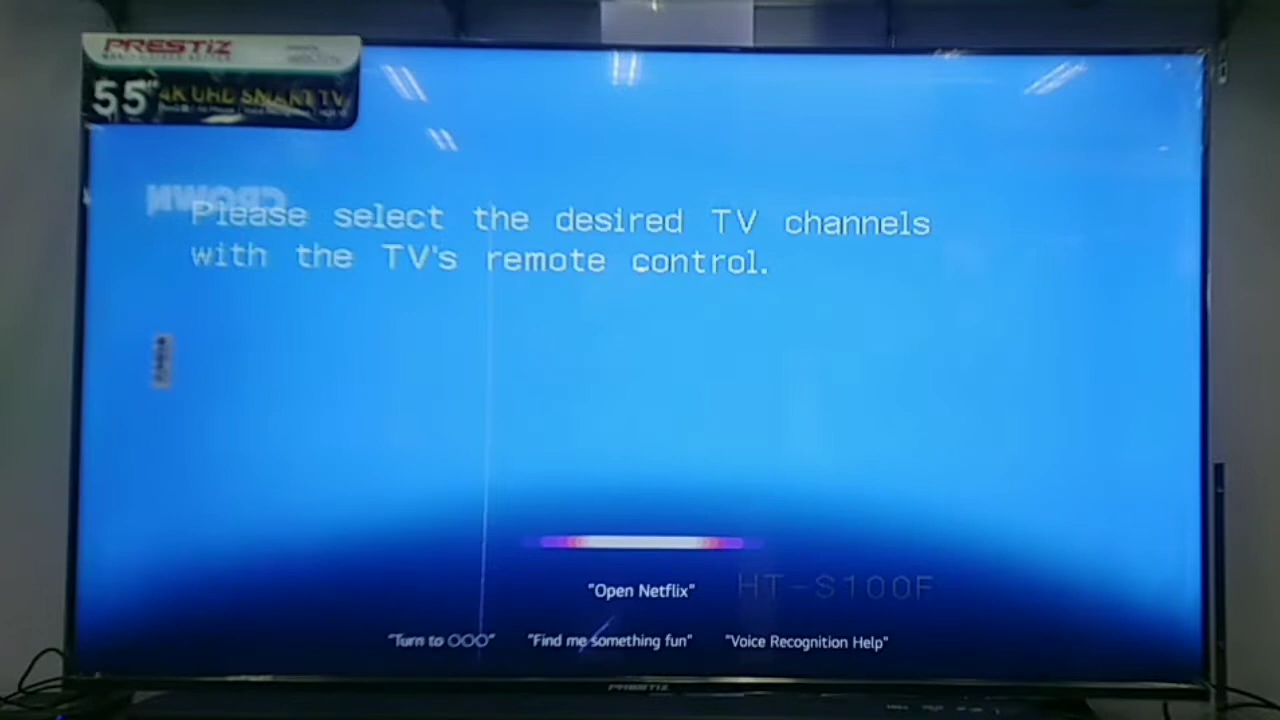 PRESTIZ
55" 4K UHD SMART TV
Please select the desired TV channels
with the TV's remote control.
"Open Netflix"
HT-S100F
"Turn to OOO" "Find me something fun" "Voice Recognition Help"
PRESTIZ